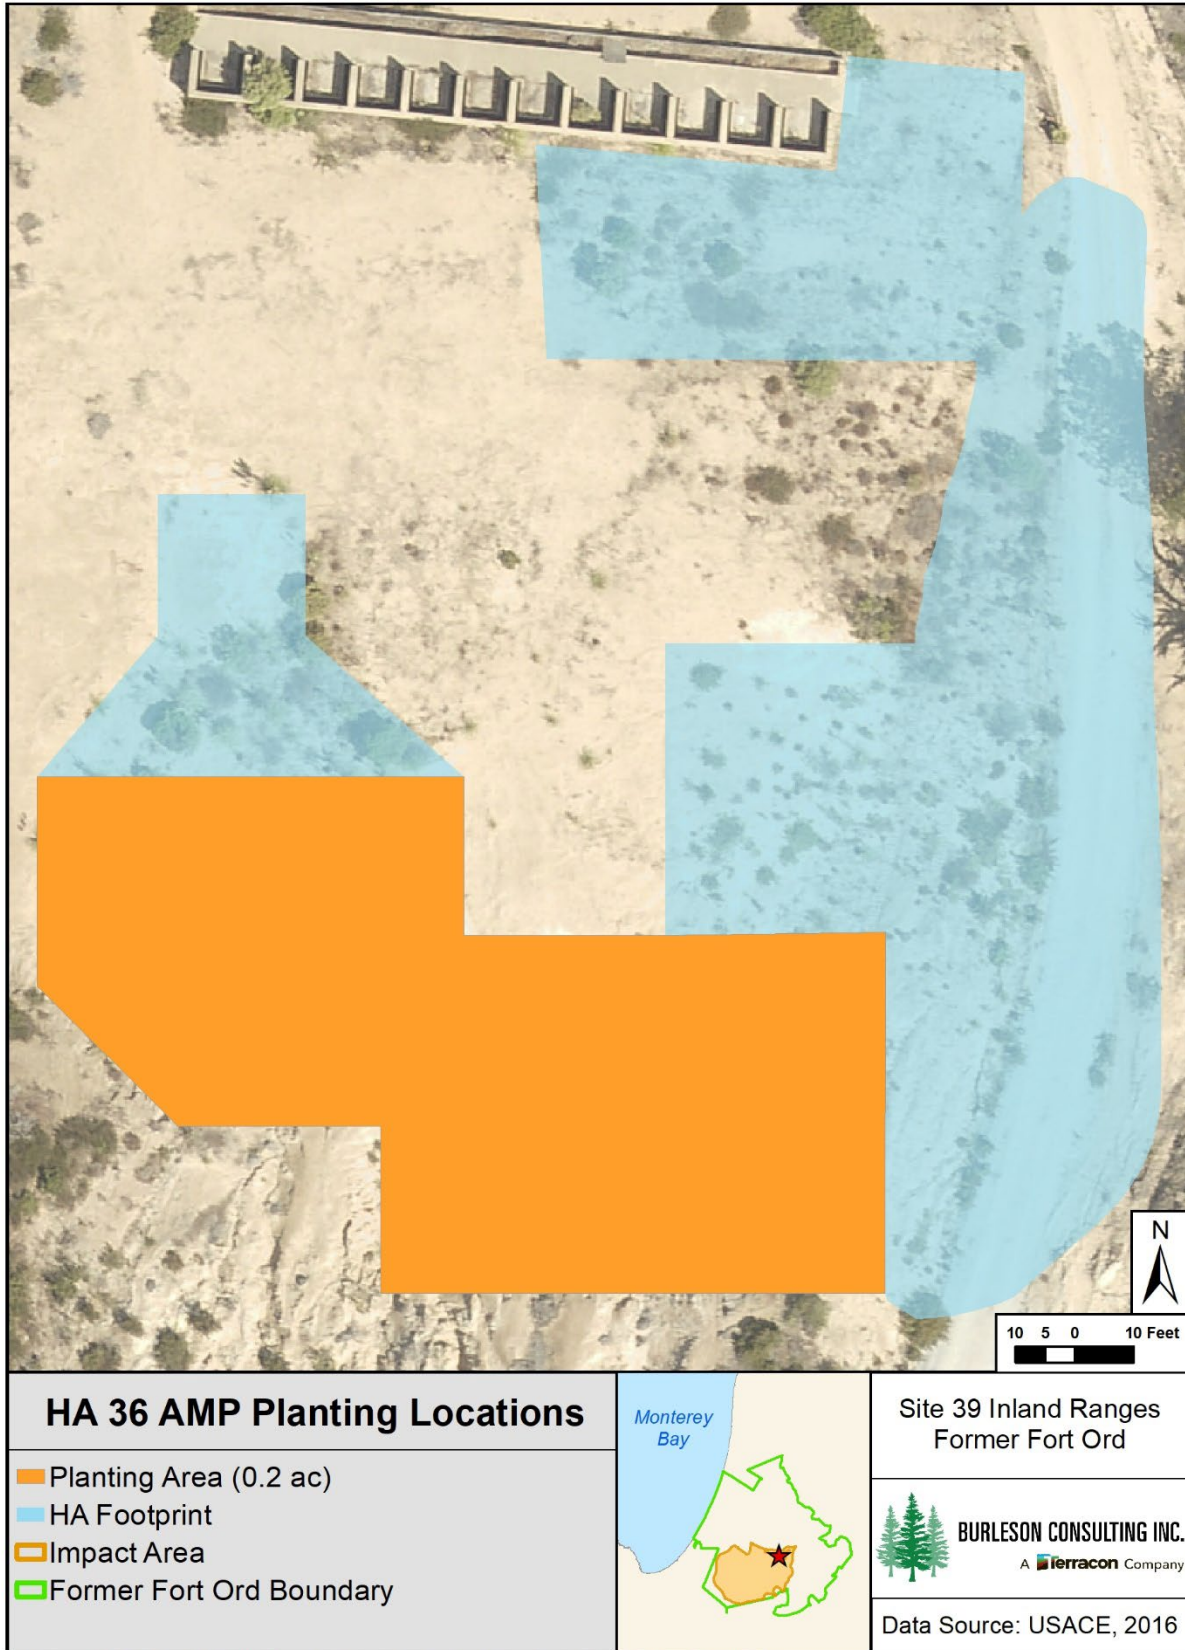 N
10 5 0 10 Feet
HA 36 AMP Planting Locations
Planting Area (0.2 ac)
HA Footprint
Impact Area
Former Fort Ord Boundary
Monterey
Bay
Site 39 Inland Ranges
Former Fort Ord
BURLESON CONSULTING INC.
A Terracon Company
Data Source: USACE, 2016